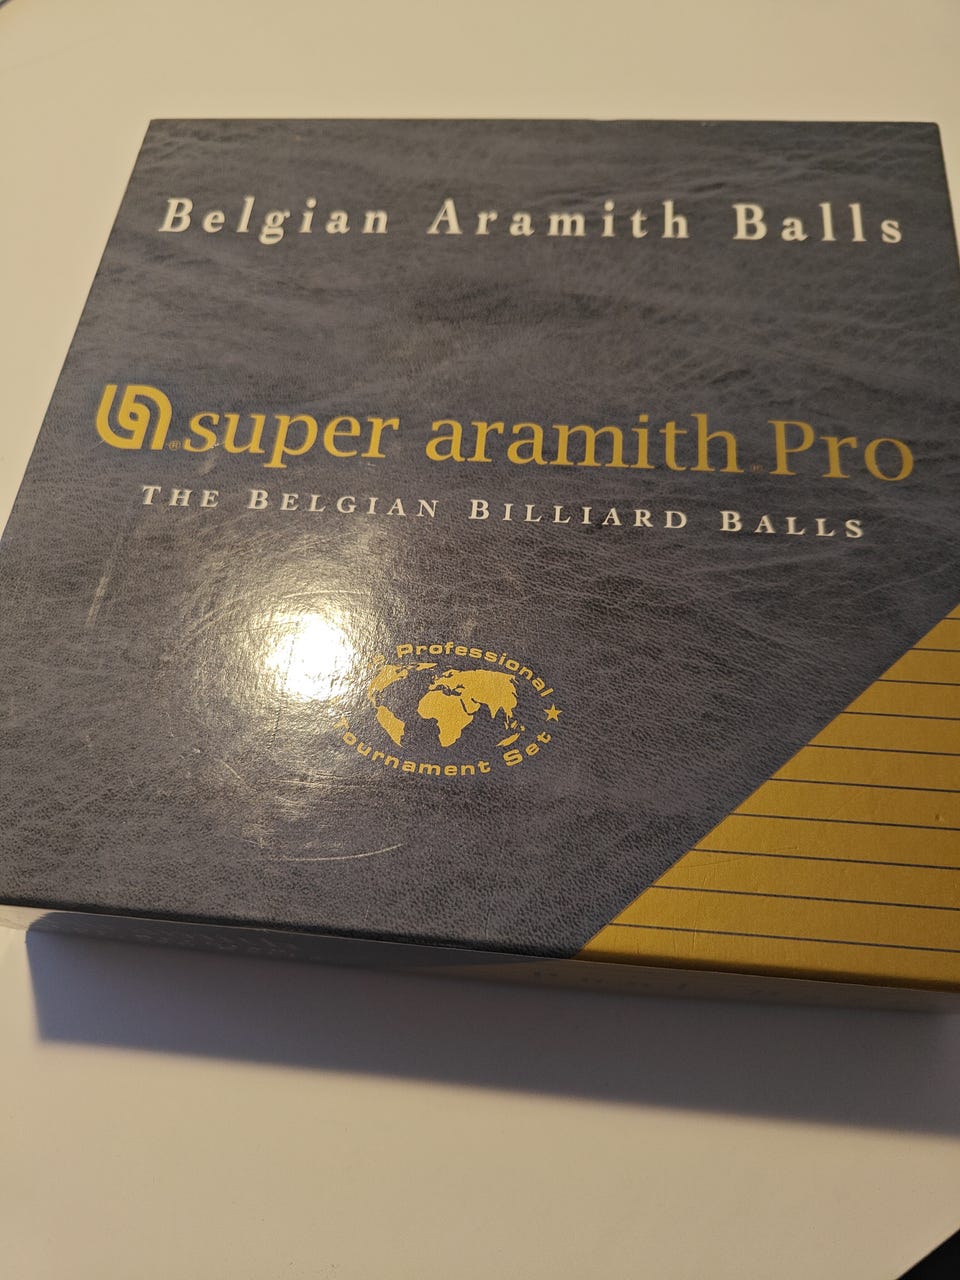 Belgian Aramith Balls
® super aramith® Pro
THE BELGIAN BILLIARD BALLS
Professional
Tournament Set